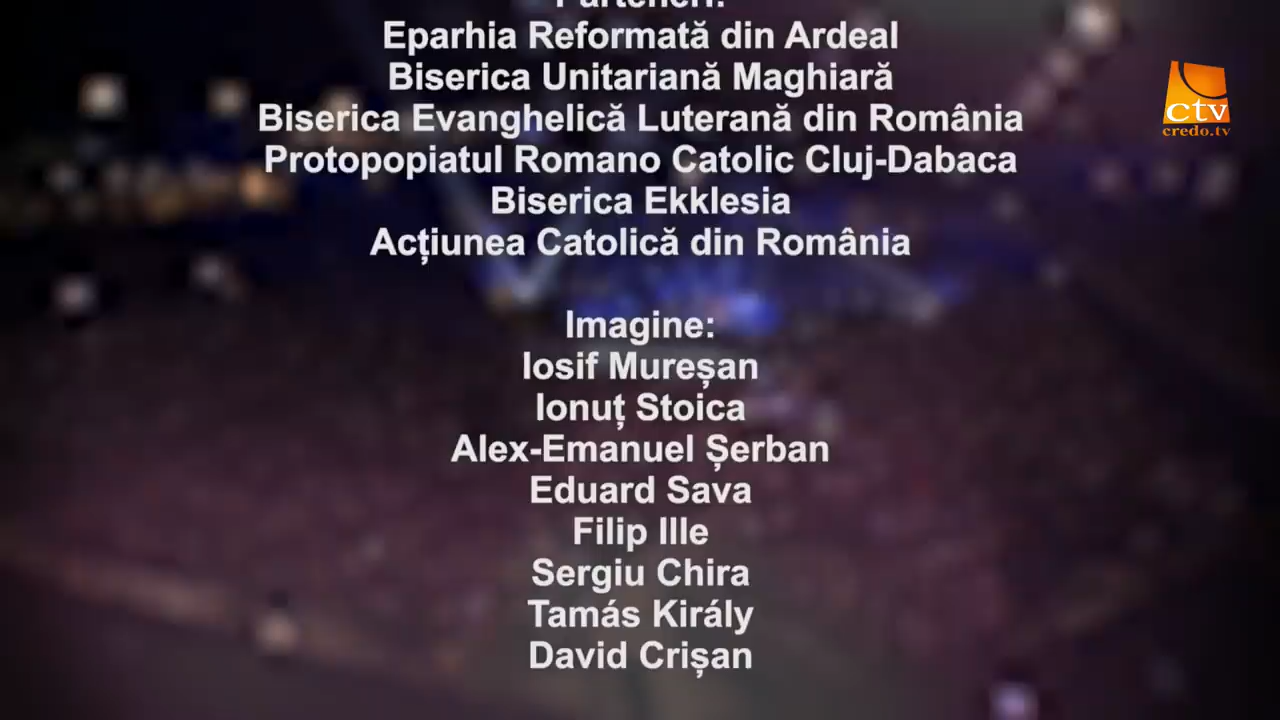 Parteneri:
Eparhia Reformată din Ardeal
Biserica Unitariană Maghiară
Biserica Evanghelică Luterană din România
Protopopiatul Romano Catolic Cluj-Dabaca
Biserica Ekklesia
Acțiunea Catolică din România
Imagine:
Iosif Mureșan
Ionuț Stoica
Alex-Emanuel Șerban
Eduard Sava
Filip Ille
Sergiu Chira
Tamás Király
David Crișan
ctv
credo.tv